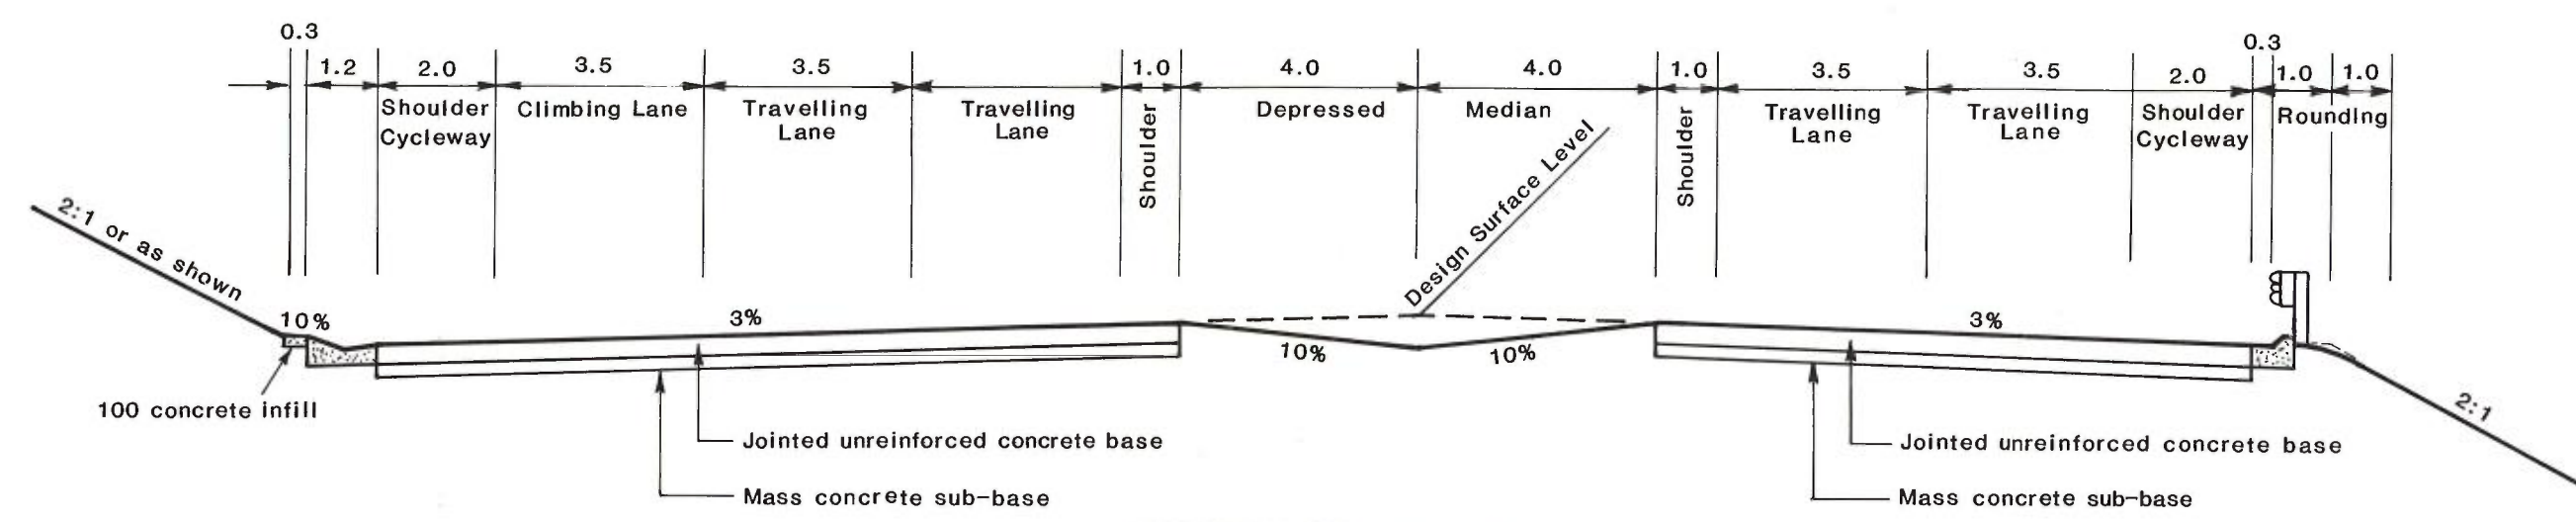 0.3
1.2
2.0
3.5
3.5
1.0
4.0
4.0
1.0
3.5
3.5
2.0
0.3
1.0
1.0
Shoulder
Cycleway
Climbing Lane
Travelling
Lane
Travelling
Lane
Shoulder
Depressed
Median
Shoulder
Travelling
Lane
Travelling
Lane
Shoulder
Cycleway
Rounding
Design Surface Level
2:1 or as shown
10%
3%
10%
10%
3%
2:1
100 concrete infill
Jointed unreinforced concrete base
Mass concrete sub-base
Jointed unreinforced concrete base
Mass concrete sub-base